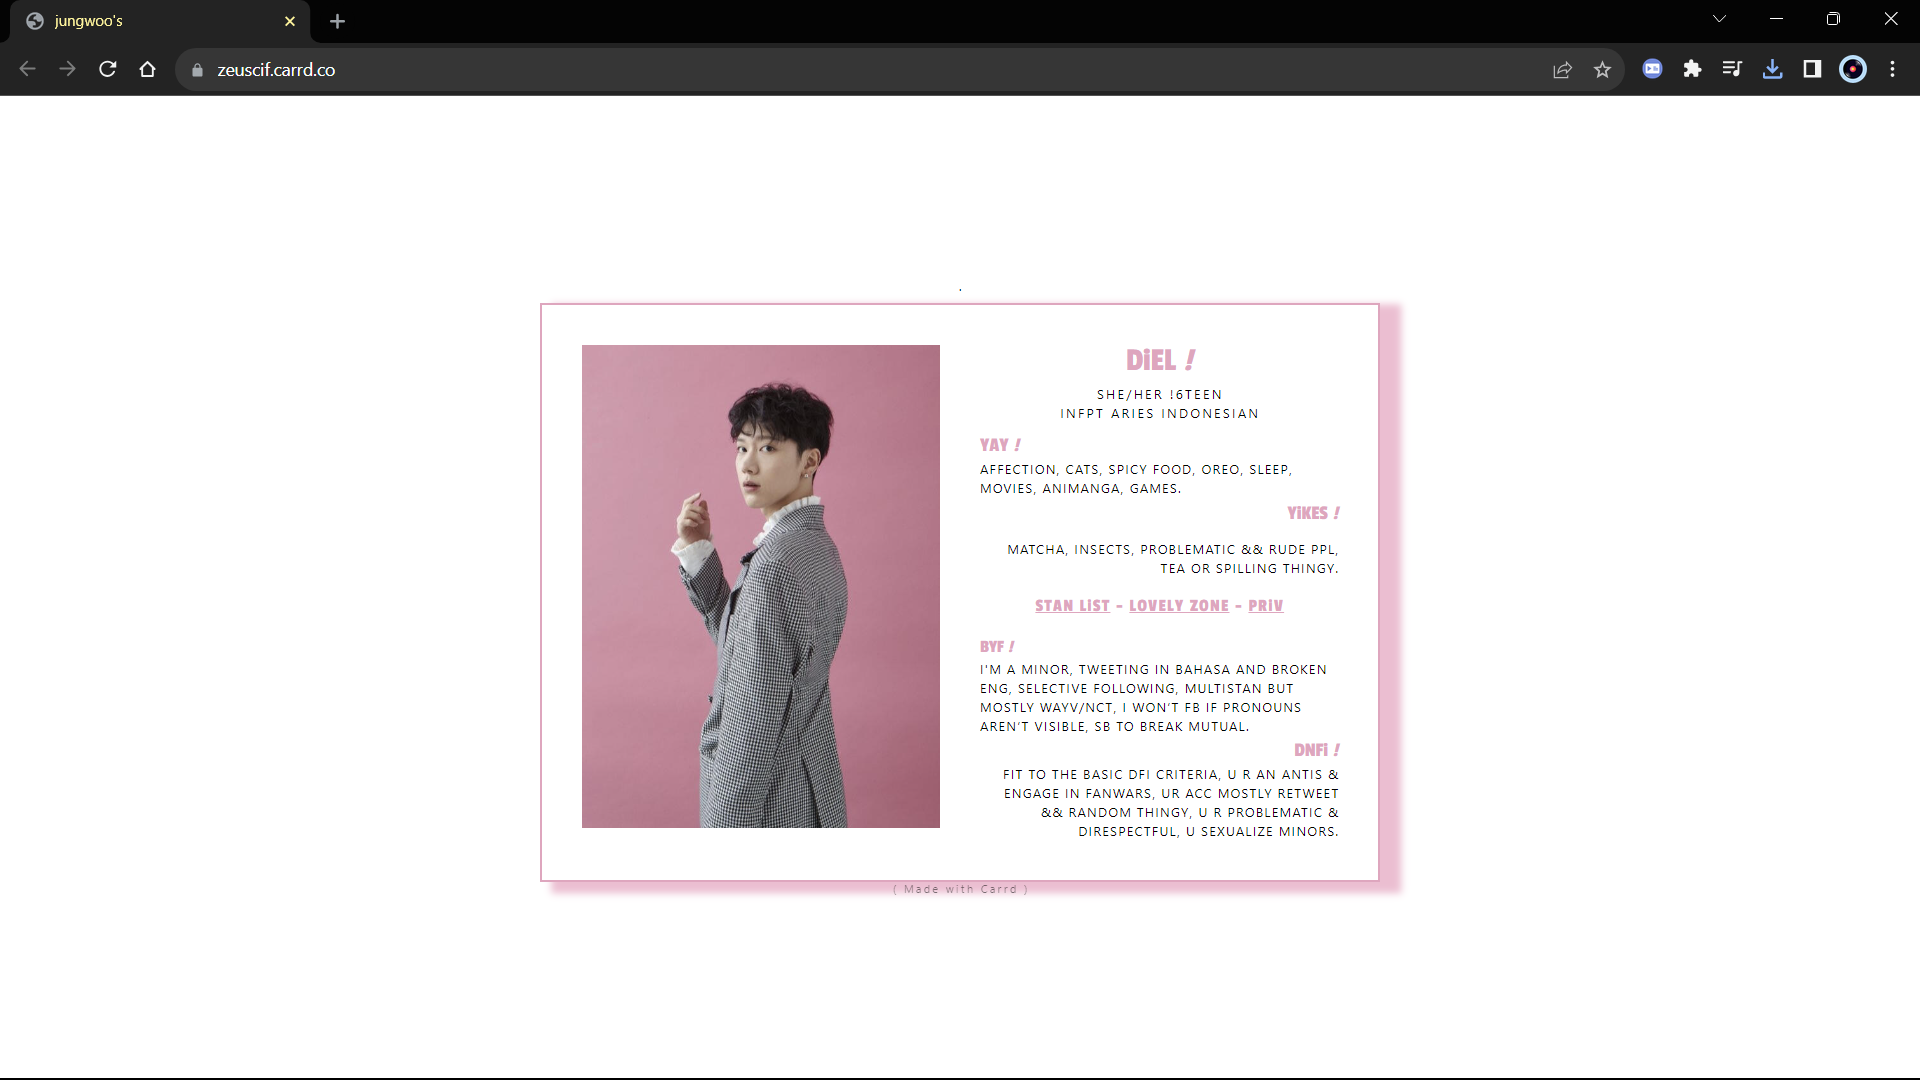 jungwoo's
zeuscif.carrd.co
.
DiEL !
SHE/HER !6TEEN
INFPT ARIES INDONESIAN
YAY !
AFFECTION, CATS, SPICY FOOD, OREO, SLEEP,
MOVIES, ANIMANGA, GAMES.
YiKES !
MATCHA, INSECTS, PROBLEMATIC && RUDE PPL,
TEA OR SPILLING THINGY.
STAN LiST - LOVELY ZONE - PRiV
BYF !
I'M A MINOR, TWEETING IN BAHASA AND BROKEN
ENG, SELECTIVE FOLLOWING, MULTISTAN BUT
MOSTLY WAYV/NCT, I WON'T FB IF PRONOUNS
AREN'T VISIBLE, SB TO BREAK MUTUAL.
DNFi !
FIT TO THE BASIC DFI CRITERIA, U R AN ANTIS &
ENGAGE IN FANWARS, UR ACC MOSTLY RETWEET
&& RANDOM THINGY, U R PROBLEMATIC &
DIRESPECTFUL, U SEXUALIZE MINORS.
( Made with Carrd )